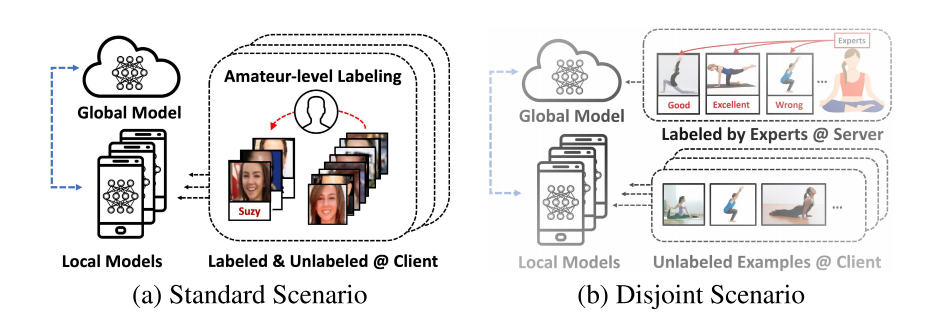 Global Model
Amateur-level Labeling
Suzy
Local Models
Labeled & Unlabeled @ Client
(a) Standard Scenario
Experts
Good
Excellent
Wrong
...
Global Model
Labeled by Experts @ Server
...
Local Models
Unlabeled Examples @ Client
(b) Disjoint Scenario